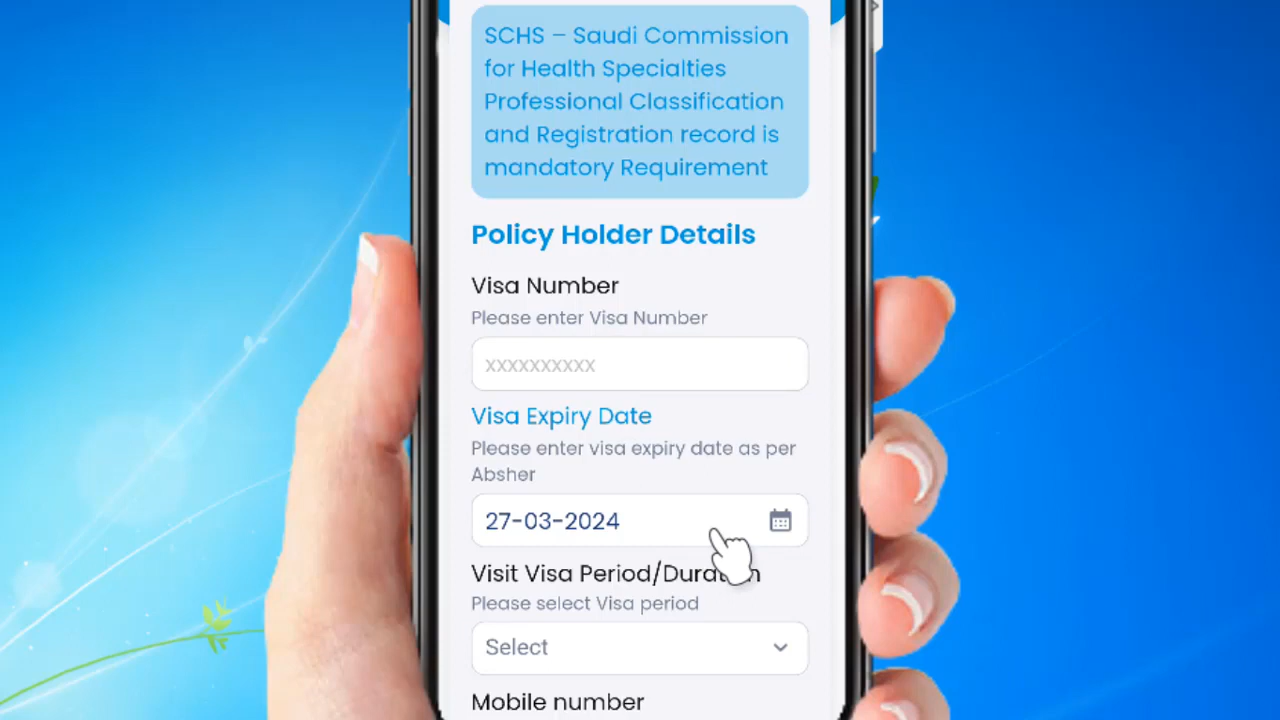 SCHS – Saudi Commission
for Health Specialties
Professional Classification
and Registration record is
mandatory Requirement
Policy Holder Details
Visa Number
Please enter Visa Number
xxxxxxxxxx
Visa Expiry Date
Please enter visa expiry date as per
Absher
27-03-2024
Visit Visa Period/Duration
Please select Visa period
Select
Mobile number